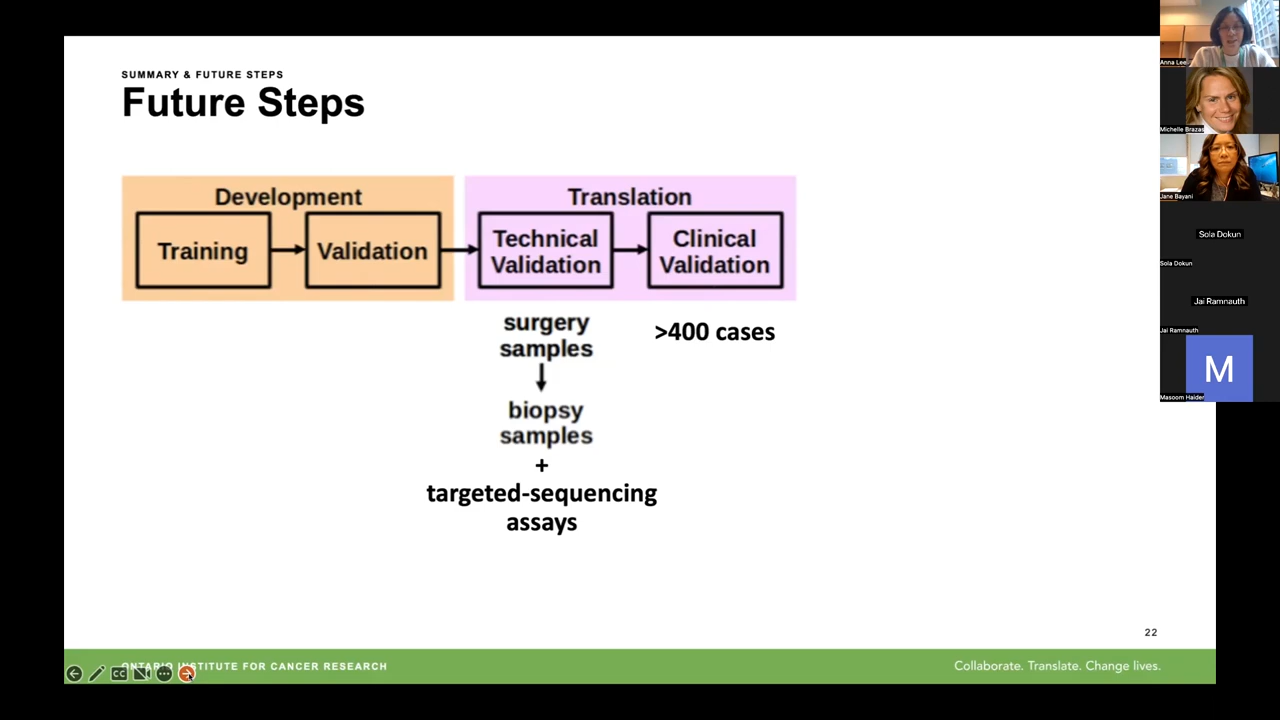 SUMMARY & FUTURE STEPS
Future Steps
Development
Training
Validation
Translation
Technical
Validation
Clinical
Validation
surgery
samples
>400 cases
biopsy
samples
+
targeted-sequencing
assays
22
ONTARIO INSTITUTE FOR CANCER RESEARCH
Collaborate. Translate. Change lives.
CC
Anna Lee
Michelle Brazas
Jane Bayani
Sola Dokun
Sola Dokun
Jai Ramnauth
Jai Ramnauth
M
Masoom Haider